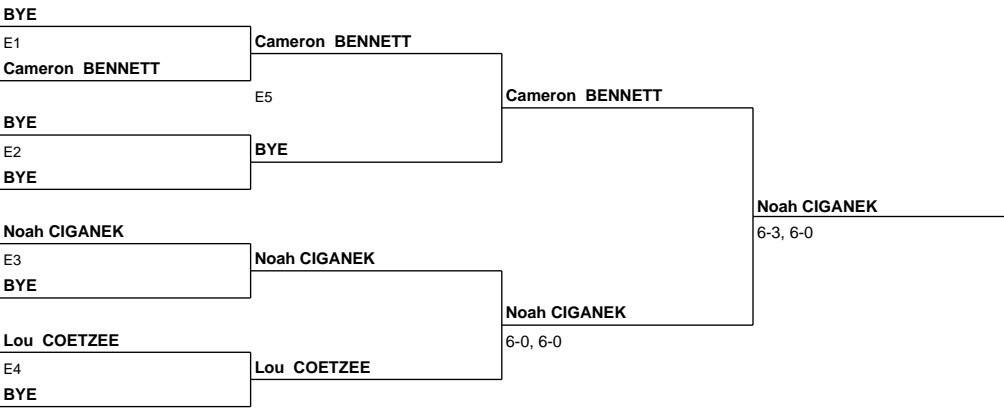 BYE
E1
Cameron BENNETT
Cameron BENNETT
E5
Cameron BENNETT
BYE
E2
BYE
BYE
Noah CIGANEK
6-3, 6-0
Noah CIGANEK
E3
BYE
Noah CIGANEK
Noah CIGANEK
6-0, 6-0
Lou COETZEE
E4
BYE
Lou COETZEE